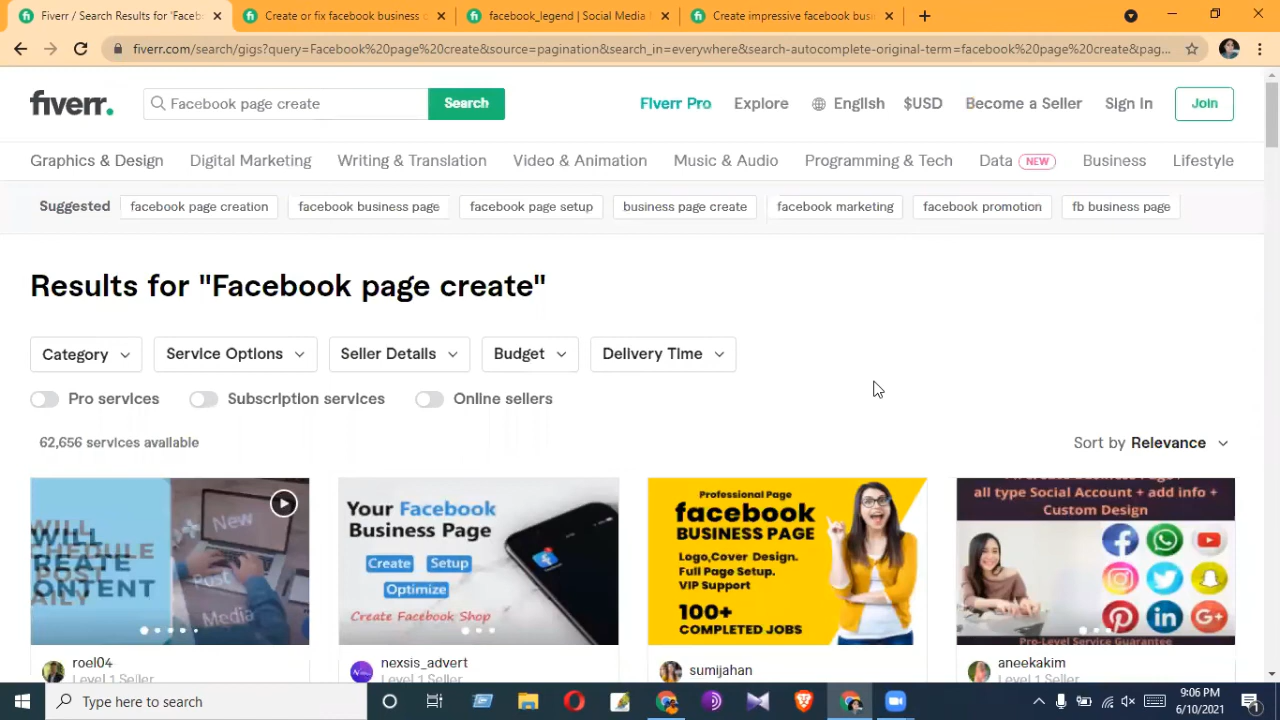 Fiverr / Search Results for 'Faceb
Create or fix facebook business c
facebook_legend | Social Media
Create impressive facebook busi
fiverr.com/search/gigs?query=Facebook%20page%20create&source=pagination&search_in=everywhere&search-autocomplete-original-term=facebook%20page%20create&pag...
fiverr.
Facebook page create
Search
Fiverr Pro
Explore
English
$USD
Become a Seller
Sign In
Join
Graphics & Design
Digital Marketing
Writing & Translation
Video & Animation
Music & Audio
Programming & Tech
Data NEW
Business
Lifestyle
Suggested
facebook page creation
facebook business page
facebook page setup
business page create
facebook marketing
facebook promotion
fb business page
Results for "Facebook page create"
Category
Service Options
Seller Details
Budget
Delivery Time
Pro services
Subscription services
Online sellers
62,656 services available
Sort by Relevance
WILL
New
Post
Media
Your Facebook
Business Page
Create
Setup
Optimize
Create Facebook Shop
Professional Page
facebook
BUSINESS PAGE
Logo,Cover Design.
Full Page Setup.
VIP Support
100+
COMPLETED JOBS
all type Social Account + add info +
Custom Design
Pro-Level Service Guarantee
roel04
Level 1 Seller
nexsis_advert
Level 1 Seller
sumijahan
aneekakim
Level 1 Seller
Type here to search
9:06 PM
6/10/2021
1